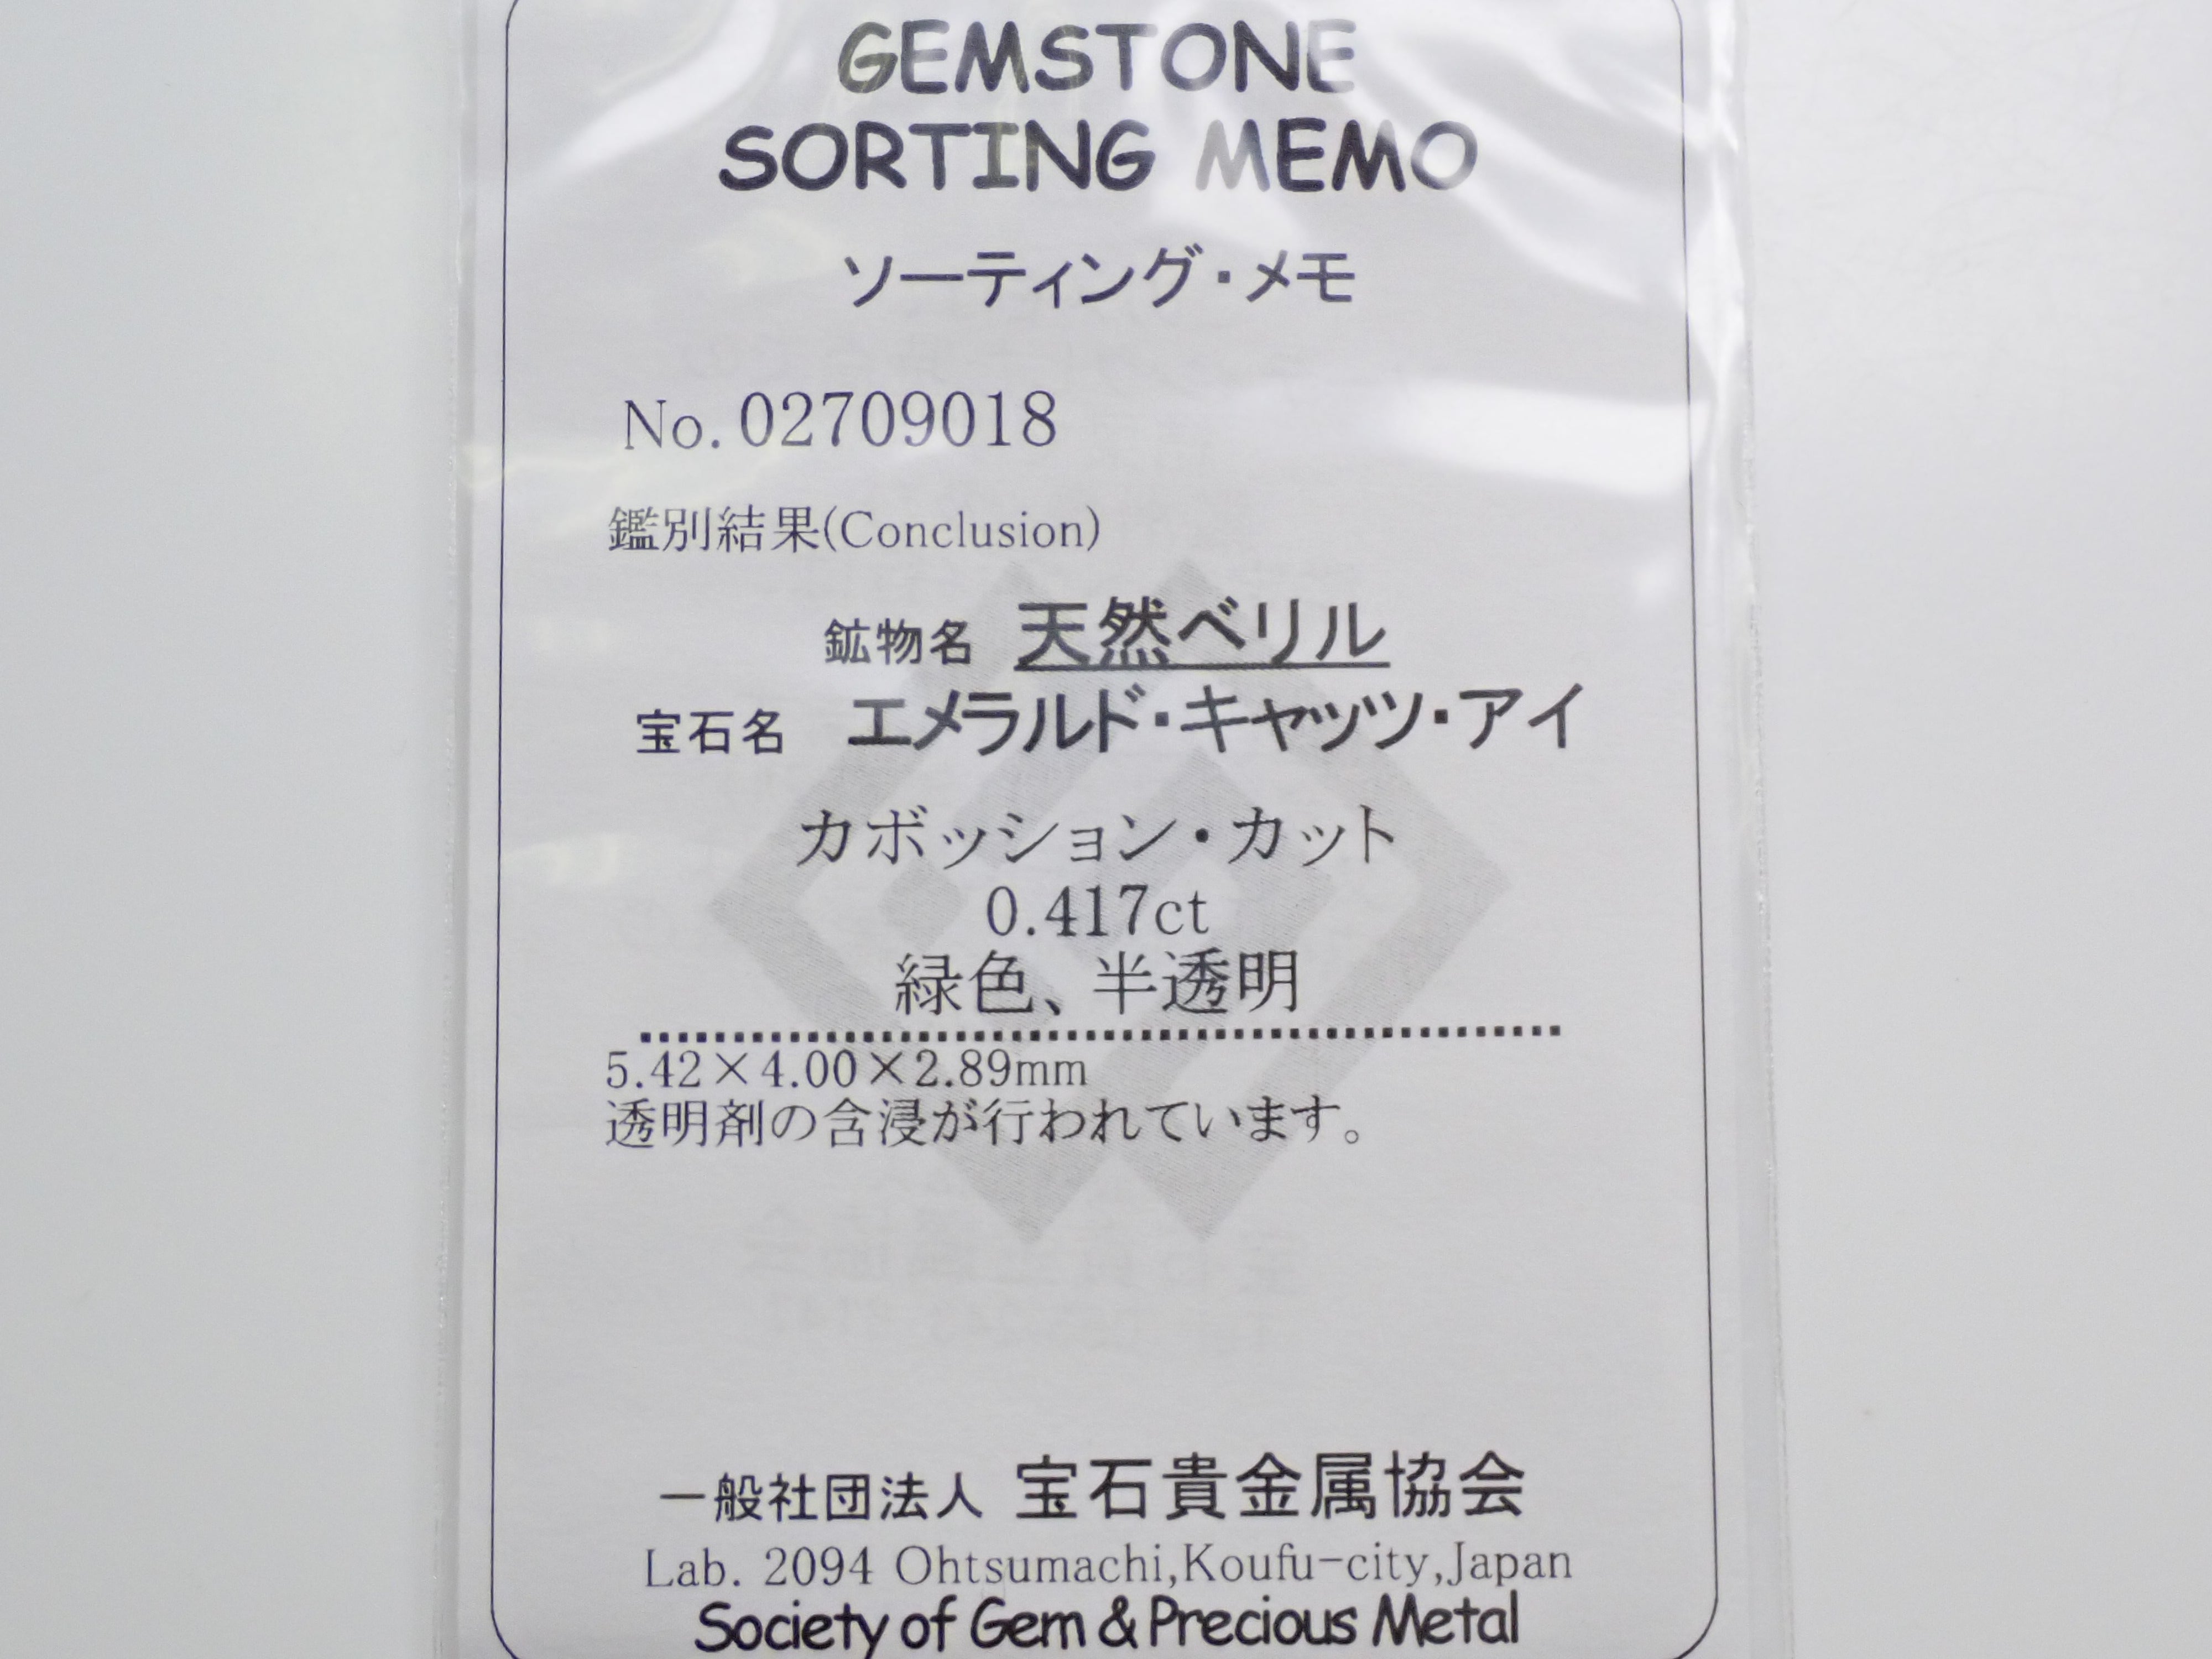 GEMSTONE
SORTING MEMO
ソーティング・メモ
No. 02709018
鑑別結果(Conclusion)
鉱物名 天然ベリル
宝石名 エメラルド・キャッツ・アイ
カボッション・カット
0.417ct
緑色、半透明
5.42×4.00×2.89mm
透明剤の含浸が行われています。
一般社団法人 宝石貴金属協会
Lab. 2094 Ohtsumachi,Koufu-city,Japan
Society of Gem & Precious Metal